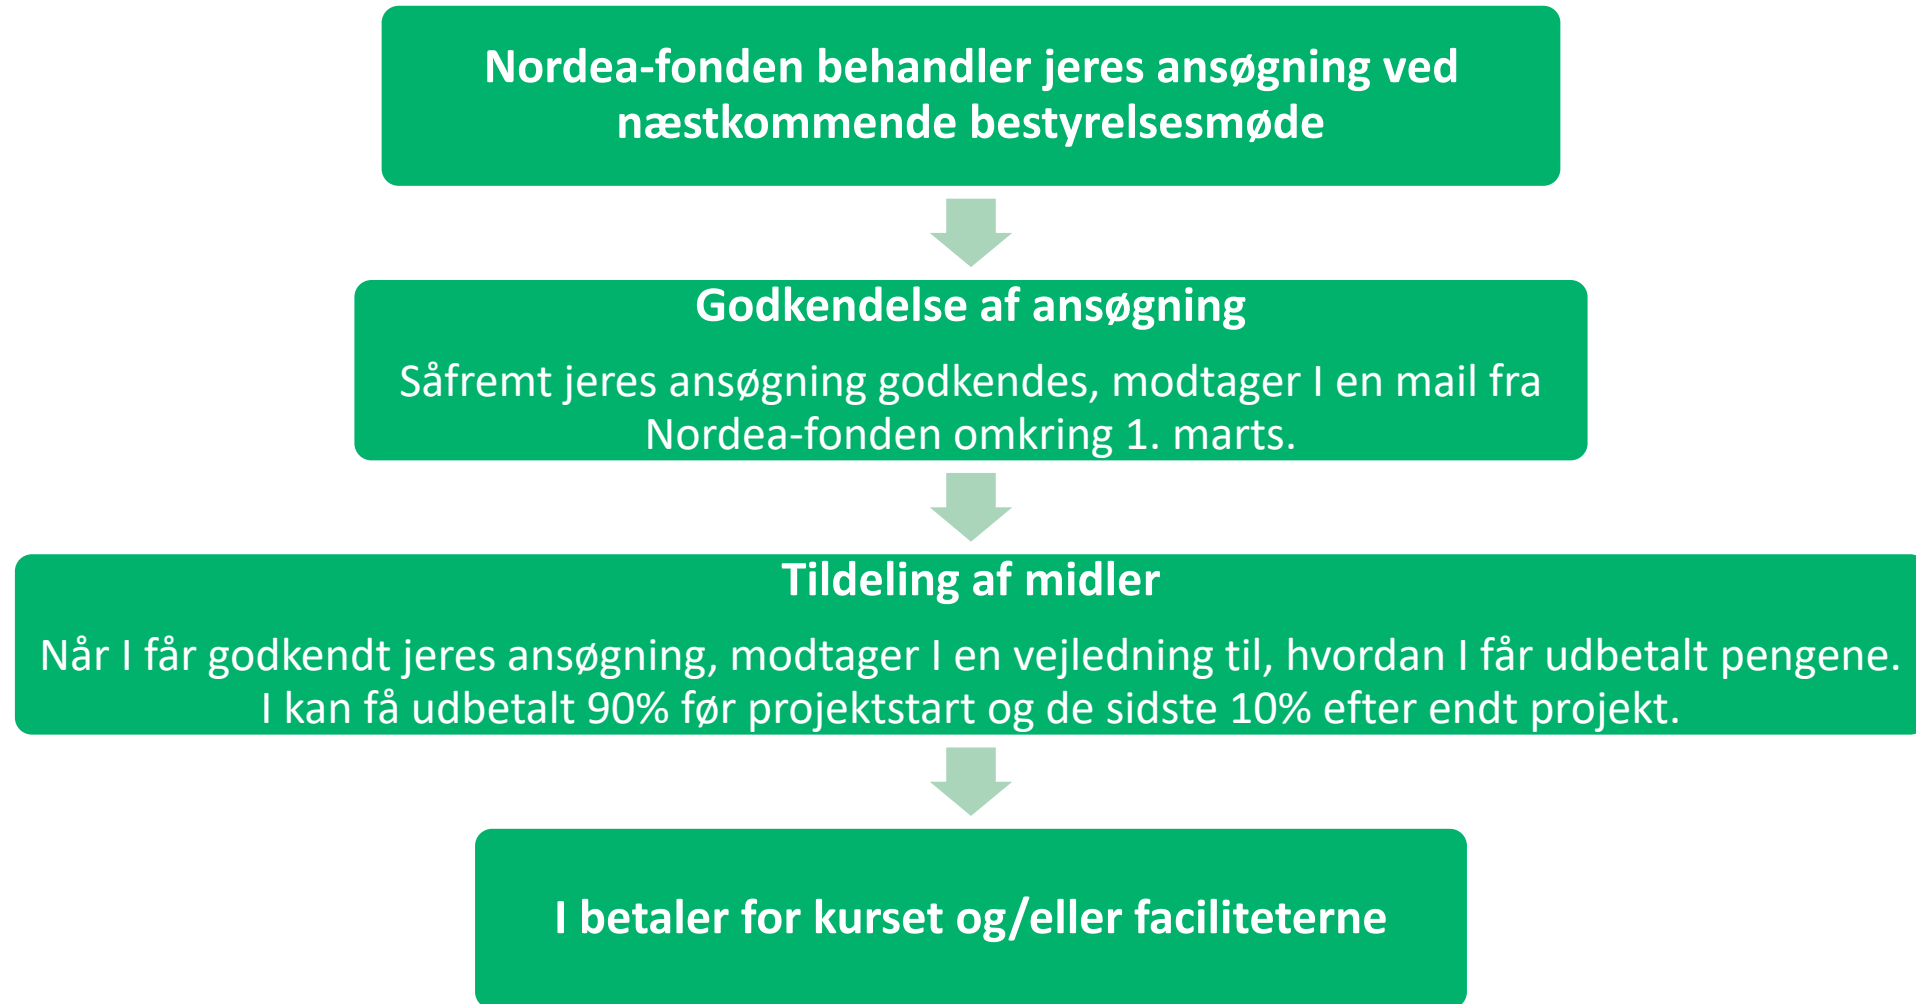 Nordea-fonden behandler jeres ansøgning ved
næstkommende bestyrelsesmøde
Godkendelse af ansøgning
Såfremt jeres ansøgning godkendes, modtager I en mail fra
Nordea-fonden omkring 1. marts.
Tildeling af midler
Når I får godkendt jeres ansøgning, modtager I en vejledning til, hvordan I får udbetalt pengene.
I kan få udbetalt 90% før projektstart og de sidste 10% efter endt projekt.
I betaler for kurset og/eller faciliteterne